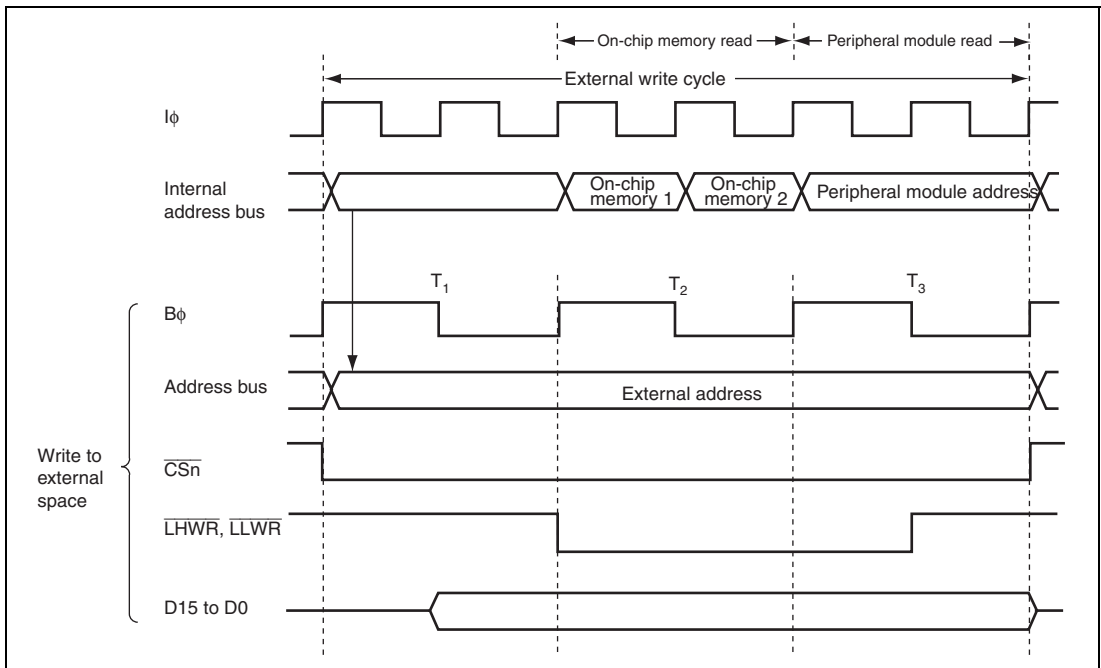 On-chip memory read Peripheral module read
External write cycle
Iϕ
Internal
address bus
On-chip
memory 1
On-chip
memory 2
Peripheral module address
T1 T2 T3
Bϕ
Address bus
External address
Write to
external
space
CSn
LHWR, LLWR
D15 to D0